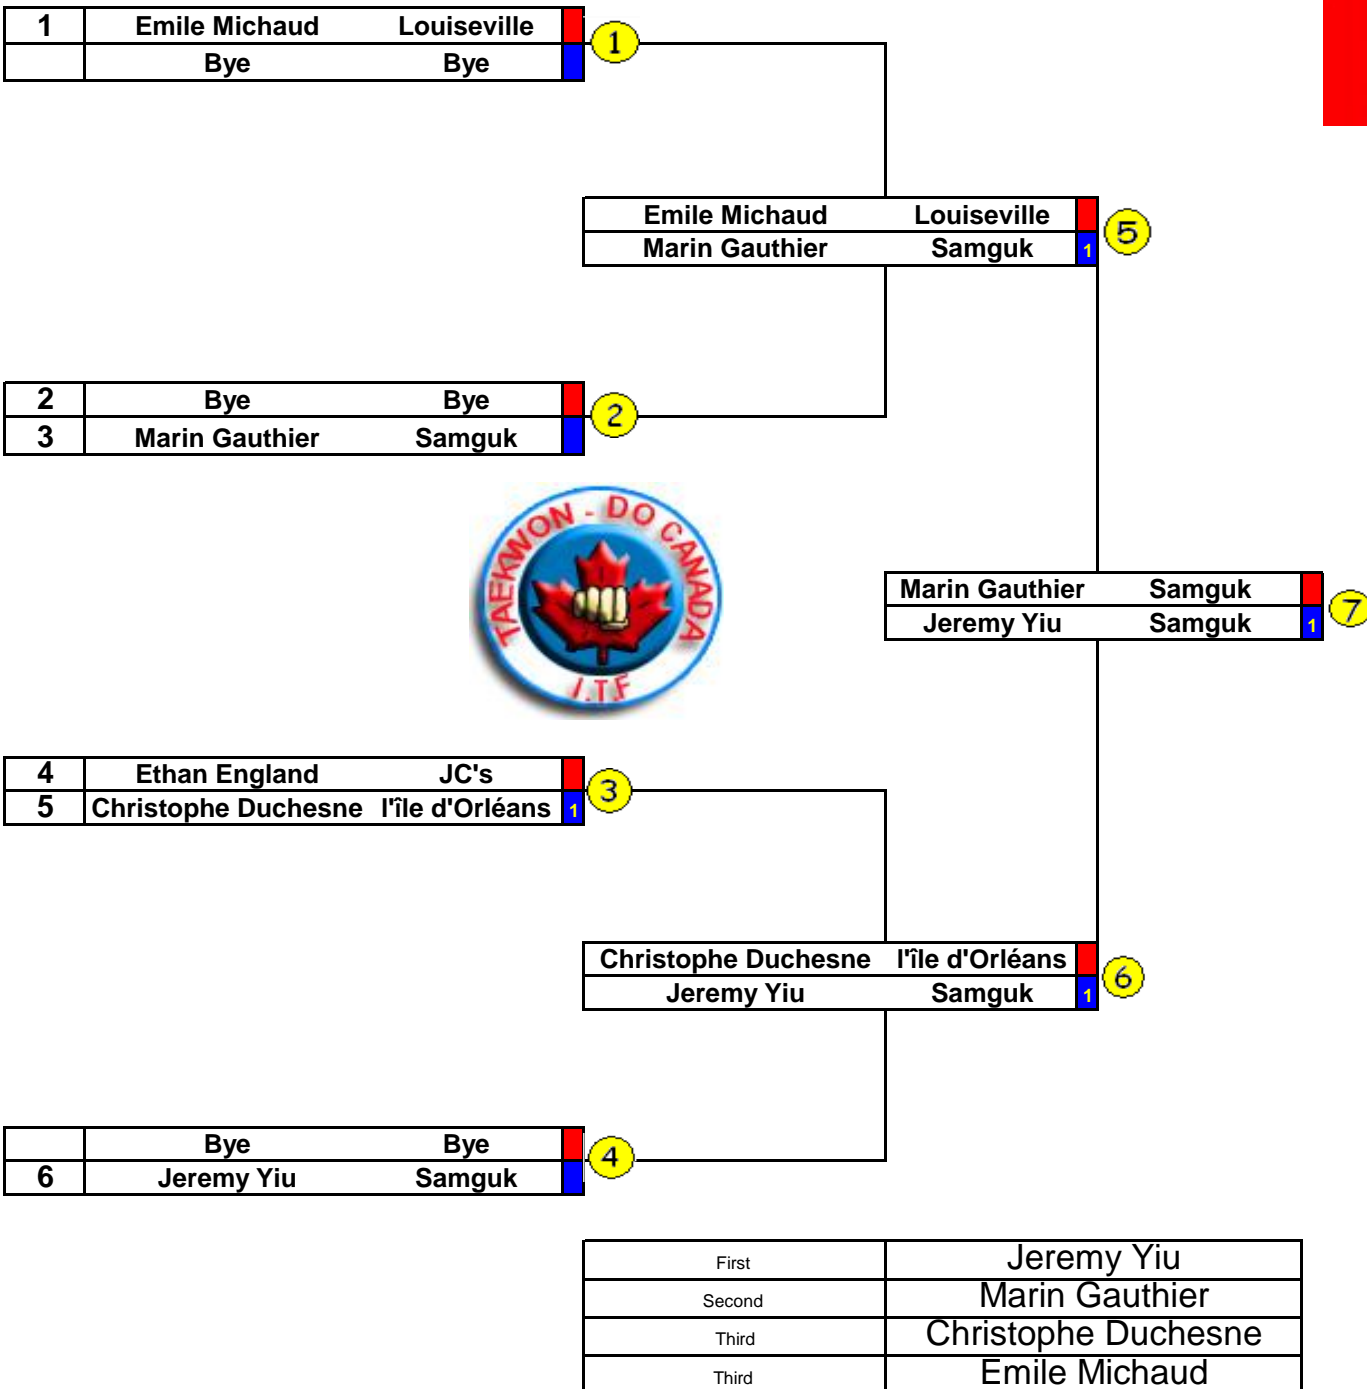 1 Emile Michaud Louiseville
Bye Bye
1
Emile Michaud Louiseville
Marin Gauthier Samguk 1
5
2 Bye Bye
3 Marin Gauthier Samguk
2
TAEKWON - DO CANADA
I.T.F
Marin Gauthier Samguk
Jeremy Yiu Samguk 1
7
4 Ethan England JC's
5 Christophe Duchesne l'île d'Orléans 1
3
Christophe Duchesne l'île d'Orléans
Jeremy Yiu Samguk 1
6
Bye Bye
6 Jeremy Yiu Samguk
4
First Jeremy Yiu
Second Marin Gauthier
Third Christophe Duchesne
Third Emile Michaud